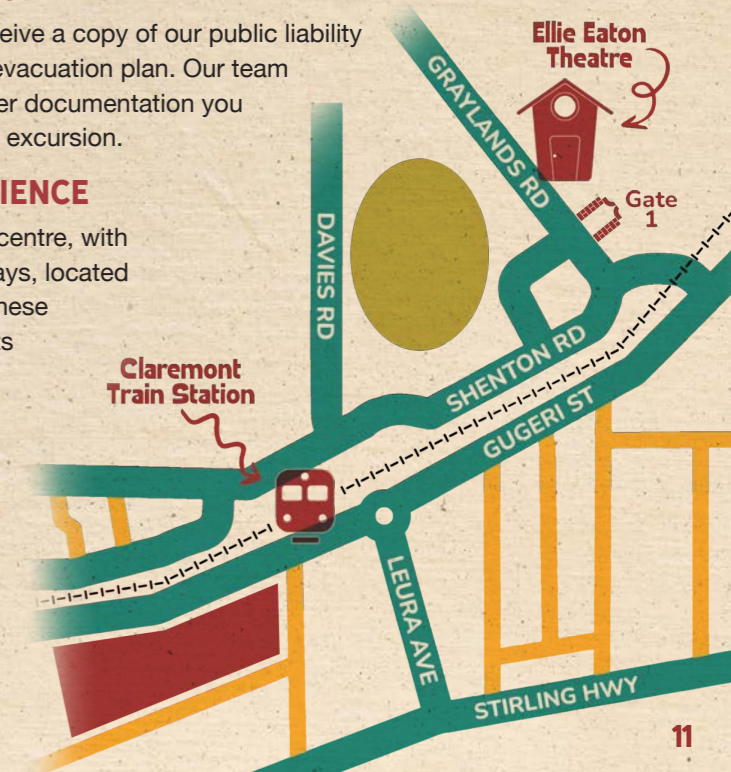 ceive a copy of our public liability
evacuation plan. Our team
er documentation you
excursion.
IENCE
centre, with
ays, located
hese
ts
Ellie Eaton
Theatre
GRAYLANDS RD
Gate
1
DAVIES RD
SHENTON RD
GUGERI ST
Claremont
Train Station
LEURA AVE
STIRLING HWY
11